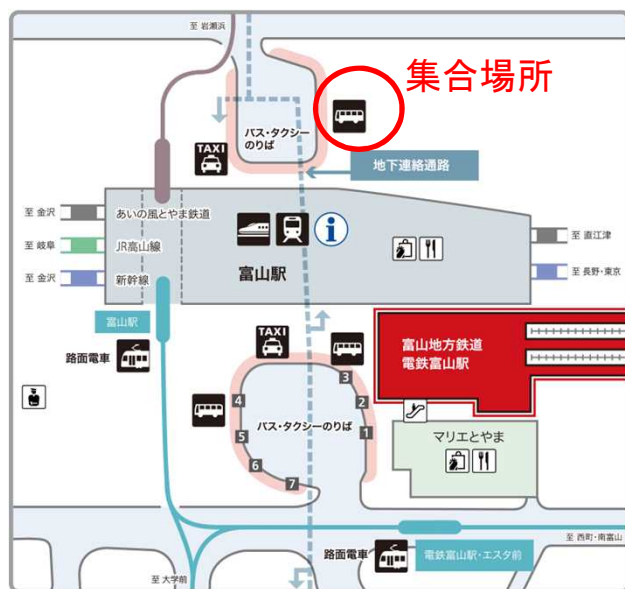 至 岩瀬浜
集合場所
バス・タクシー
のりば
TAXI
地下連絡通路
至 金沢
あいの風とやま鉄道
至 直江津
至 岐阜
JR高山線
至 金沢
新幹線
富山駅
至 長野・東京
富山駅
路面電車
TAXI
富山地方鉄道
電鉄富山駅
3
4
2
バス・タクシーのりば
5
1
マリエとやま
6
7
至 西町・南富山
路面電車
電鉄富山駅・エスタ前
至 大学前